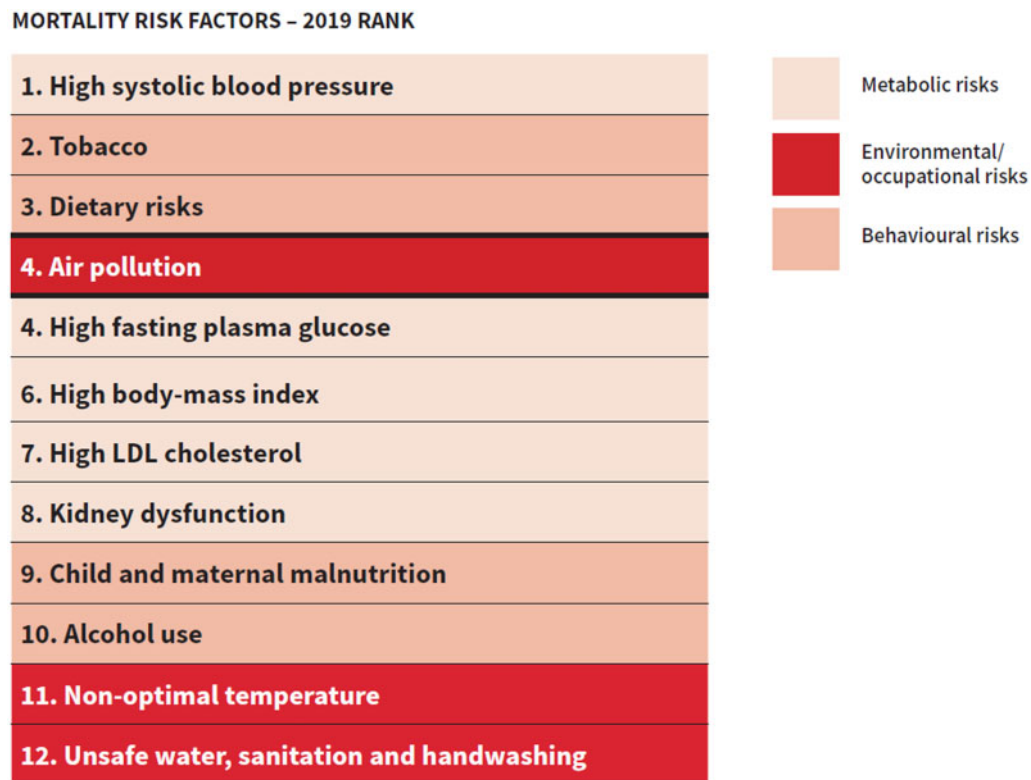 MORTALITY RISK FACTORS – 2019 RANK
1. High systolic blood pressure
2. Tobacco
3. Dietary risks
4. Air pollution
4. High fasting plasma glucose
6. High body-mass index
7. High LDL cholesterol
8. Kidney dysfunction
9. Child and maternal malnutrition
10. Alcohol use
11. Non-optimal temperature
12. Unsafe water, sanitation and handwashing
Metabolic risks
Environmental/
occupational risks
Behavioural risks